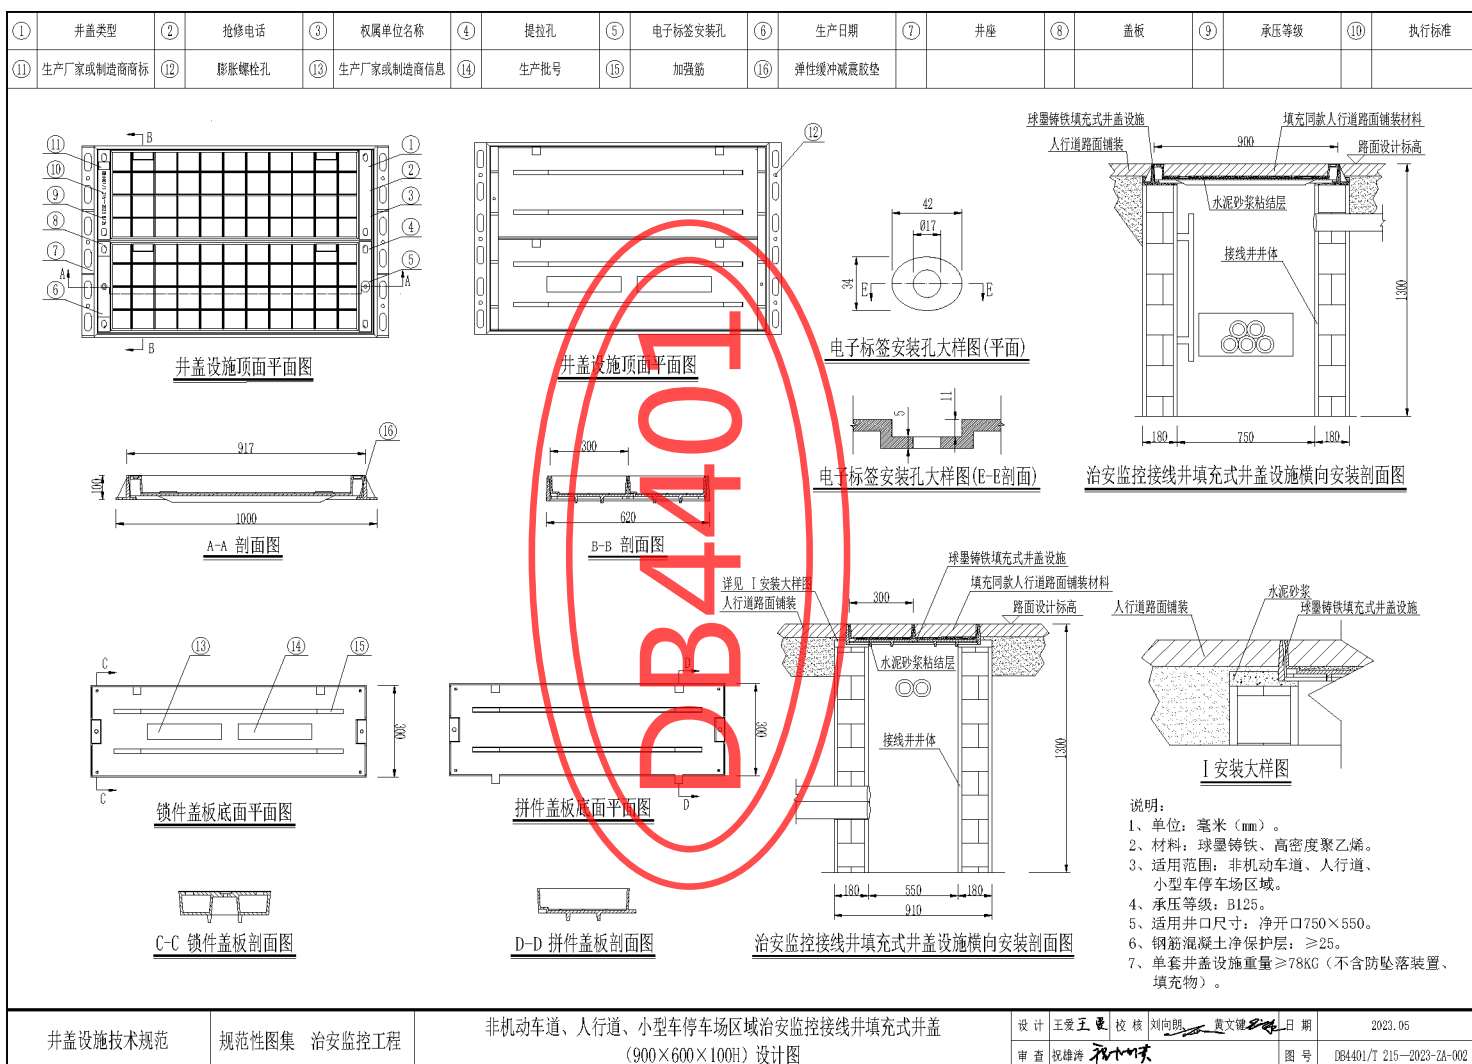 ① 井盖类型 ② 抢修电话 ③ 权属单位名称 ④ 提拉孔 ⑤ 电子标签安装孔 ⑥ 生产日期 ⑦ 井座 ⑧ 盖板 ⑨ 承压等级 ⑩ 执行标准
⑪ 生产厂家或制造商商标 ⑫ 膨胀螺栓孔 ⑬ 生产厂家或制造商信息 ⑭ 生产批号 ⑮ 加强筋 ⑯ 弹性缓冲减震胶垫
B
⑪ ⑩ ⑨ ⑧ ⑦ ⑥
① ② ③ ④ ⑤
A A
B
井盖设施顶面平面图
⑫
井盖设施顶面平面图
42
Ø17
34
E E
电子标签安装孔大样图(平面)
5
11
电子标签安装孔大样图(E-E剖面)
球墨铸铁填充式井盖设施
填充同款人行道路面铺装材料
人行道路面铺装
900
路面设计标高
水泥砂浆粘结层
接线井井体
1300
180 750 180
治安监控接线井填充式井盖设施横向安装剖面图
917
⑯
100
1000
A-A 剖面图
300
620
B-B 剖面图
⑬ ⑭ ⑮
C
300
C
锁件盖板底面平面图
D
300
D
拼件盖板底面平面图
C-C 锁件盖板剖面图
D-D 拼件盖板剖面图
球墨铸铁填充式井盖设施
详见 I 安装大样图
填充同款人行道路面铺装材料
人行道路面铺装
300
路面设计标高
水泥砂浆粘结层
接线井井体
1300
180 550 180
910
治安监控接线井填充式井盖设施横向安装剖面图
水泥砂浆
人行道路面铺装
球墨铸铁填充式井盖设施
I 安装大样图
说明:
1、单位: 毫米（mm）。
2、材料: 球墨铸铁、高密度聚乙烯。
3、适用范围: 非机动车道、人行道、
小型车停车场区域。
4、承压等级: B125。
5、适用井口尺寸: 净开口750×550。
6、钢筋混凝土净保护层: ≥25。
7、单套井盖设施重量≥78KG（不含防坠落装置、
填充物）。
DB4401
井盖设施技术规范
规范性图集 治安监控工程
非机动车道、人行道、小型车停车场区域治安监控接线井填充式井盖
(900×600×100H) 设计图
设 计 王爱王 校 核 刘向朗 黄文键 日 期 2023.05
审 查 祝雄涛 图 号 DB4401/T 215—2023-ZA-002